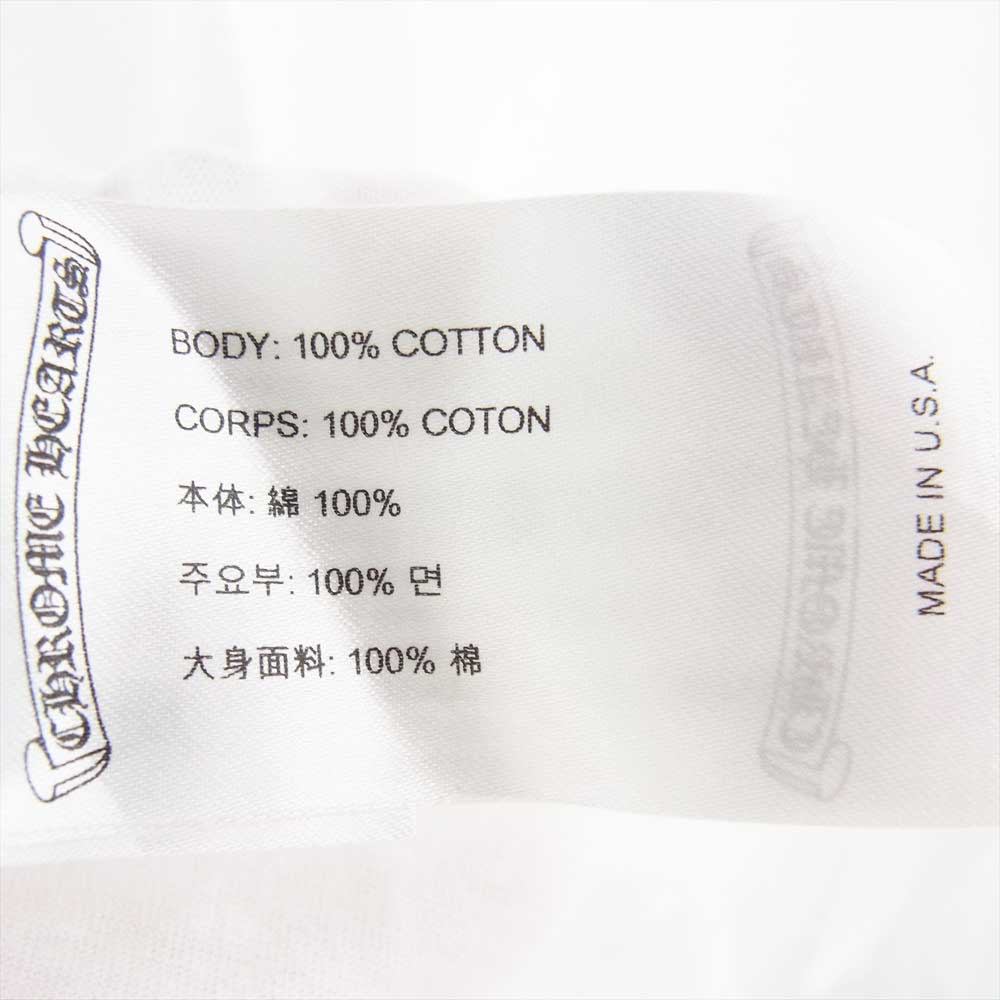 CHROME HEARTS
BODY: 100% COTTON
CORPS: 100% COTON
本体: 綿 100%
주요부: 100% 면
大身面料: 100% 棉
MADE IN U.S.A.